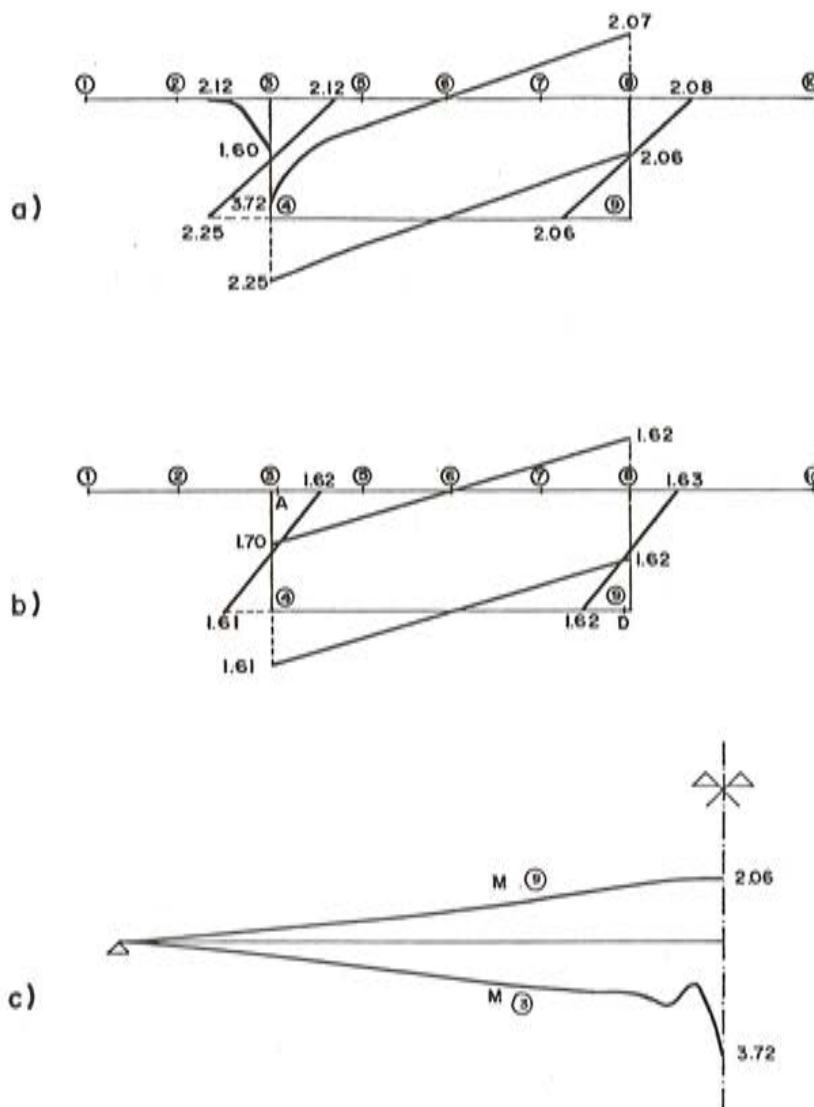 2.07
① ② ③ ⑤ ⑥ ⑦ ⑧ ⑩
2.12 2.12 2.08
1.60 2.06
a) 3.72 ④ ⑨
2.25 2.06
2.25
1.62
① ② ③ 1.62 ⑤ ⑥ ⑦ ⑧ 1.63
A
1.70 1.62
b) ④ ⑨
1.61 1.62 D
1.61
M ⑨ 2.06
c) M ③
3.72